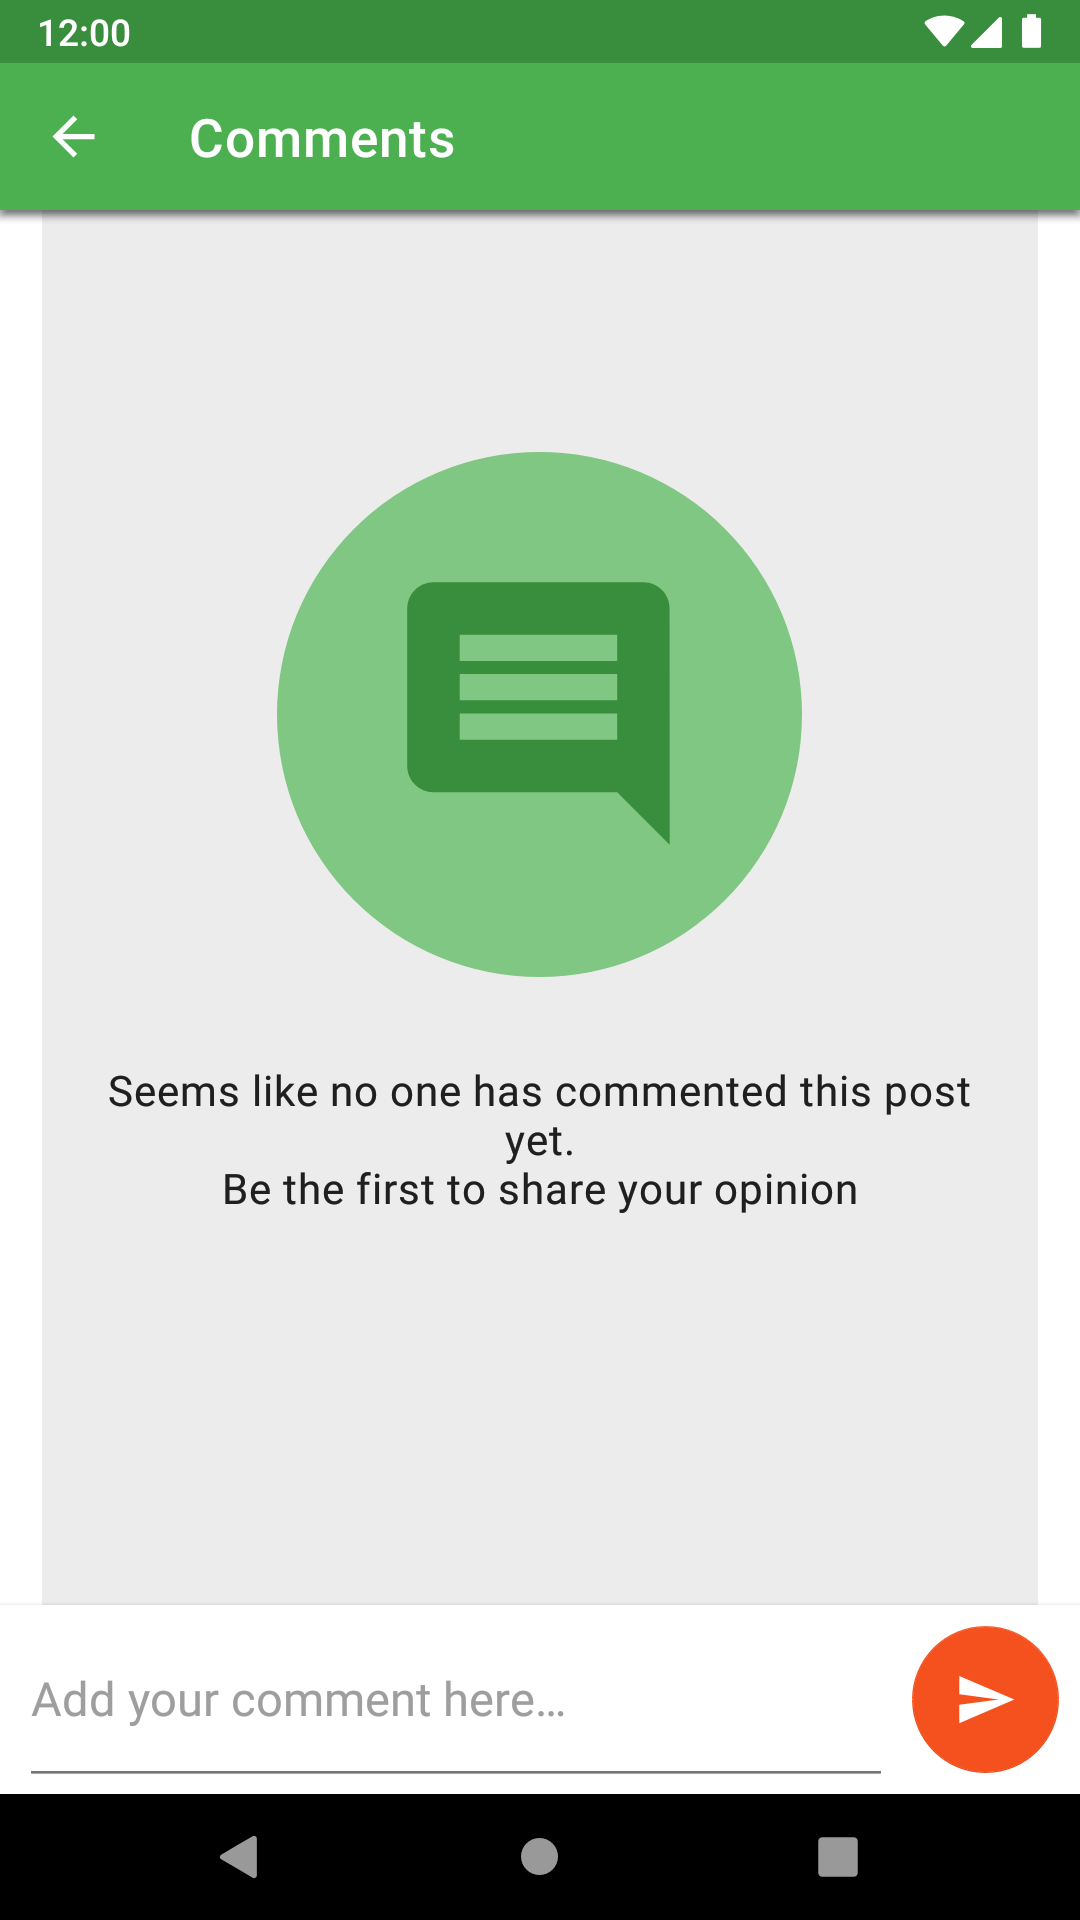 12:00
Comments
Seems like no one has commented this post
yet.
Be the first to share your opinion
Add your comment here…